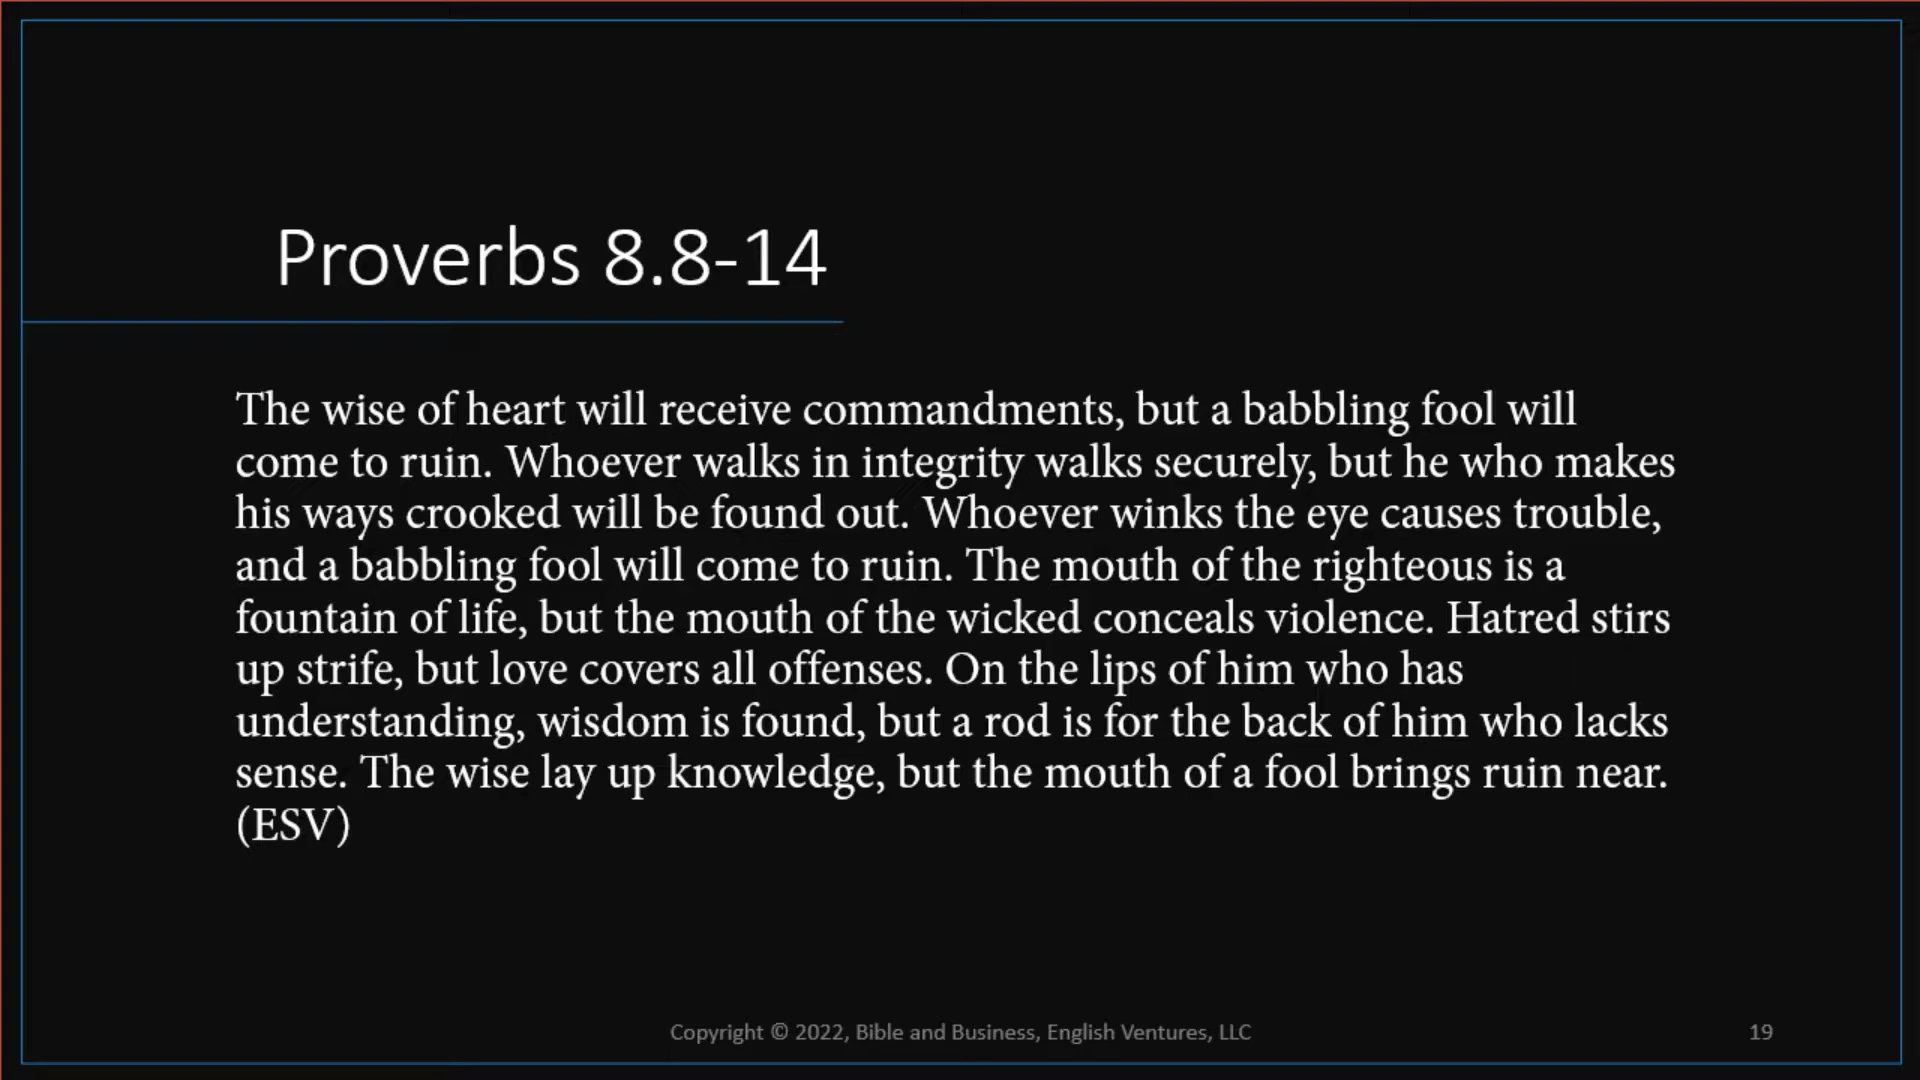 Proverbs 8.8-14
The wise of heart will receive commandments, but a babbling fool will
come to ruin. Whoever walks in integrity walks securely, but he who makes
his ways crooked will be found out. Whoever winks the eye causes trouble,
and a babbling fool will come to ruin. The mouth of the righteous is a
fountain of life, but the mouth of the wicked conceals violence. Hatred stirs
up strife, but love covers all offenses. On the lips of him who has
understanding, wisdom is found, but a rod is for the back of him who lacks
sense. The wise lay up knowledge, but the mouth of a fool brings ruin near.
(ESV)
Copyright © 2022, Bible and Business, English Ventures, LLC
19